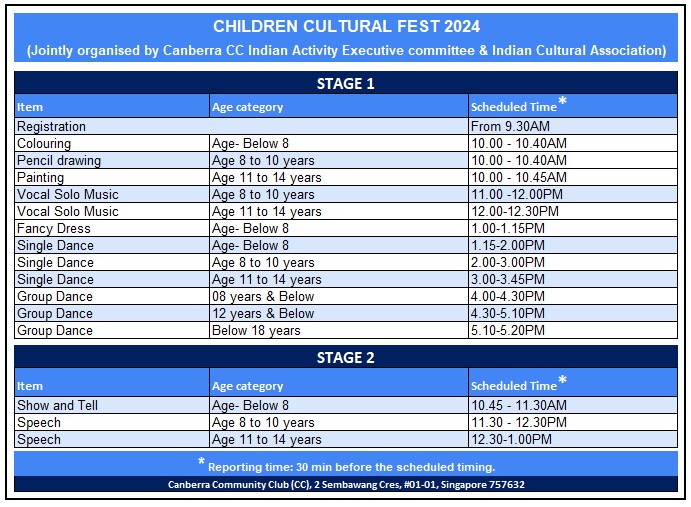 CHILDREN CULTURAL FEST 2024
(Jointly organised by Canberra CC Indian Activity Executive committee & Indian Cultural Association)
STAGE 1
Item Age category Scheduled Time*
Registration From 9.30AM
Colouring Age- Below 8 10.00 - 10.40AM
Pencil drawing Age 8 to 10 years 10.00 - 10.40AM
Painting Age 11 to 14 years 10.00 - 10.45AM
Vocal Solo Music Age 8 to 10 years 11.00 -12.00PM
Vocal Solo Music Age 11 to 14 years 12.00-12.30PM
Fancy Dress Age- Below 8 1.00-1.15PM
Single Dance Age- Below 8 1.15-2.00PM
Single Dance Age 8 to 10 years 2.00-3.00PM
Single Dance Age 11 to 14 years 3.00-3.45PM
Group Dance 08 years & Below 4.00-4.30PM
Group Dance 12 years & Below 4.30-5.10PM
Group Dance Below 18 years 5.10-5.20PM
STAGE 2
Item Age category Scheduled Time*
Show and Tell Age- Below 8 10.45 - 11.30AM
Speech Age 8 to 10 years 11.30 - 12.30PM
Speech Age 11 to 14 years 12.30-1.00PM
* Reporting time: 30 min before the scheduled timing.
Canberra Community Club (CC), 2 Sembawang Cres, #01-01, Singapore 757632